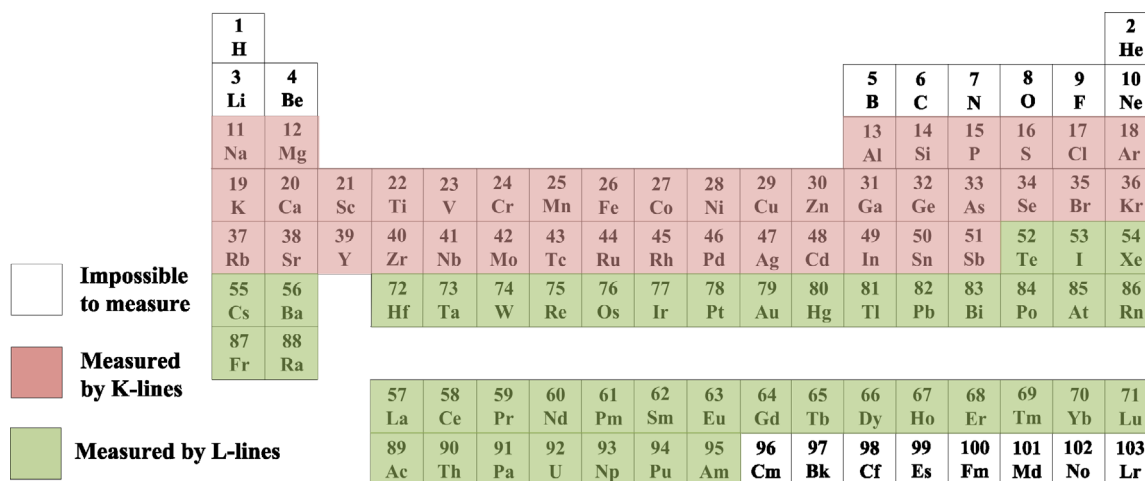 1 2
H He
3 4 5 6 7 8 9 10
Li Be B C N O F Ne
11 12 13 14 15 16 17 18
Na Mg Al Si P S Cl Ar
19 20 21 22 23 24 25 26 27 28 29 30 31 32 33 34 35 36
K Ca Sc Ti V Cr Mn Fe Co Ni Cu Zn Ga Ge As Se Br Kr
37 38 39 40 41 42 43 44 45 46 47 48 49 50 51 52 53 54
Rb Sr Y Zr Nb Mo Tc Ru Rh Pd Ag Cd In Sn Sb Te I Xe
55 56 72 73 74 75 76 77 78 79 80 81 82 83 84 85 86
Cs Ba Hf Ta W Re Os Ir Pt Au Hg Tl Pb Bi Po At Rn
87 88
Fr Ra
57 58 59 60 61 62 63 64 65 66 67 68 69 70 71
La Ce Pr Nd Pm Sm Eu Gd Tb Dy Ho Er Tm Yb Lu
89 90 91 92 93 94 95 96 97 98 99 100 101 102 103
Ac Th Pa U Np Pu Am Cm Bk Cf Es Fm Md No Lr
Impossible
to measure
Measured
by K-lines
Measured by L-lines